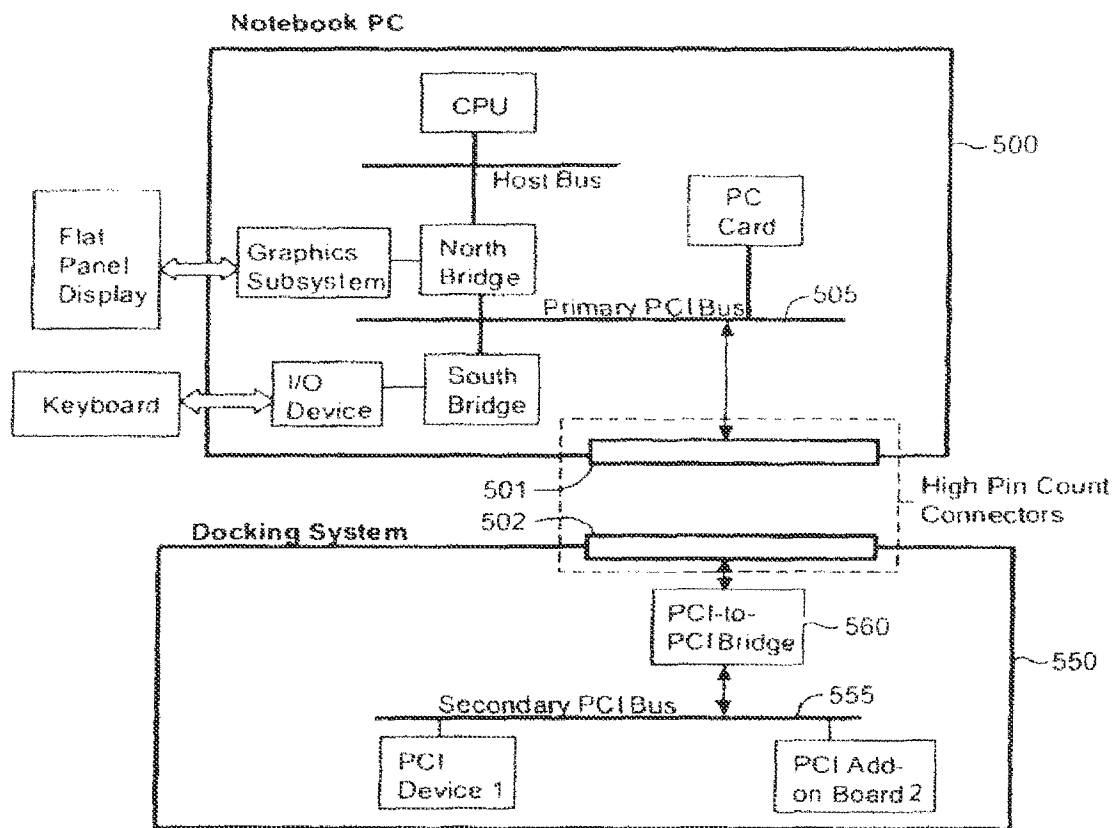 Notebook PC
CPU
500
Host Bus
PC
Card
Flat
Panel
Display
Graphics
Subsystem
North
Bridge
Primary PCI Bus
505
Keyboard
I/O
Device
South
Bridge
501
High Pin Count
Connectors
502
Docking System
PCI-to-
PCI Bridge
560
550
Secondary PCI Bus
555
PCI
Device 1
PCI Add-
on Board 2